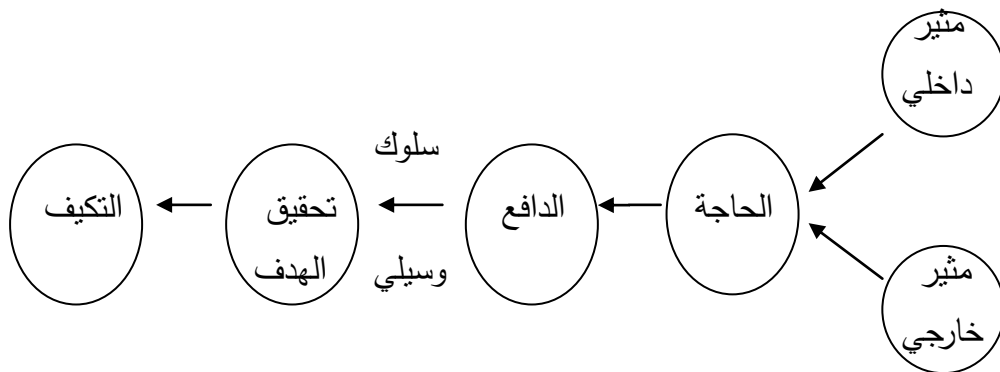 مثير
داخلي
مثير
خارجي
الحاجة
الدافع
سلوك
وسيلي
تحقيق
الهدف
التكيف